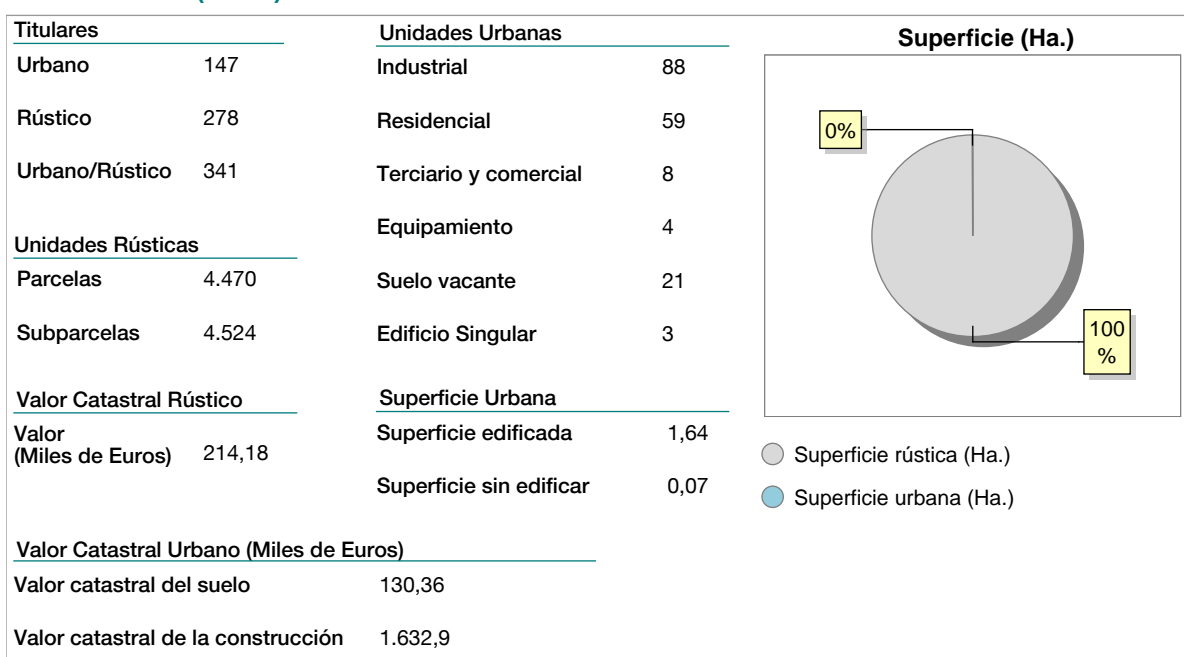 Titulares
Urbano 147
Rústico 278
Urbano/Rústico 341
Unidades Rústicas
Parcelas 4.470
Subparcelas 4.524
Valor Catastral Rústico
Valor
(Miles de Euros) 214,18
Unidades Urbanas
Industrial 88
Residencial 59
Terciario y comercial 8
Equipamiento 4
Suelo vacante 21
Edificio Singular 3
Superficie Urbana
Superficie edificada 1,64
Superficie sin edificar 0,07
Valor Catastral Urbano (Miles de Euros)
Valor catastral del suelo 130,36
Valor catastral de la construcción 1.632,9
Superficie (Ha.)
0%
100
%
Superficie rústica (Ha.)
Superficie urbana (Ha.)